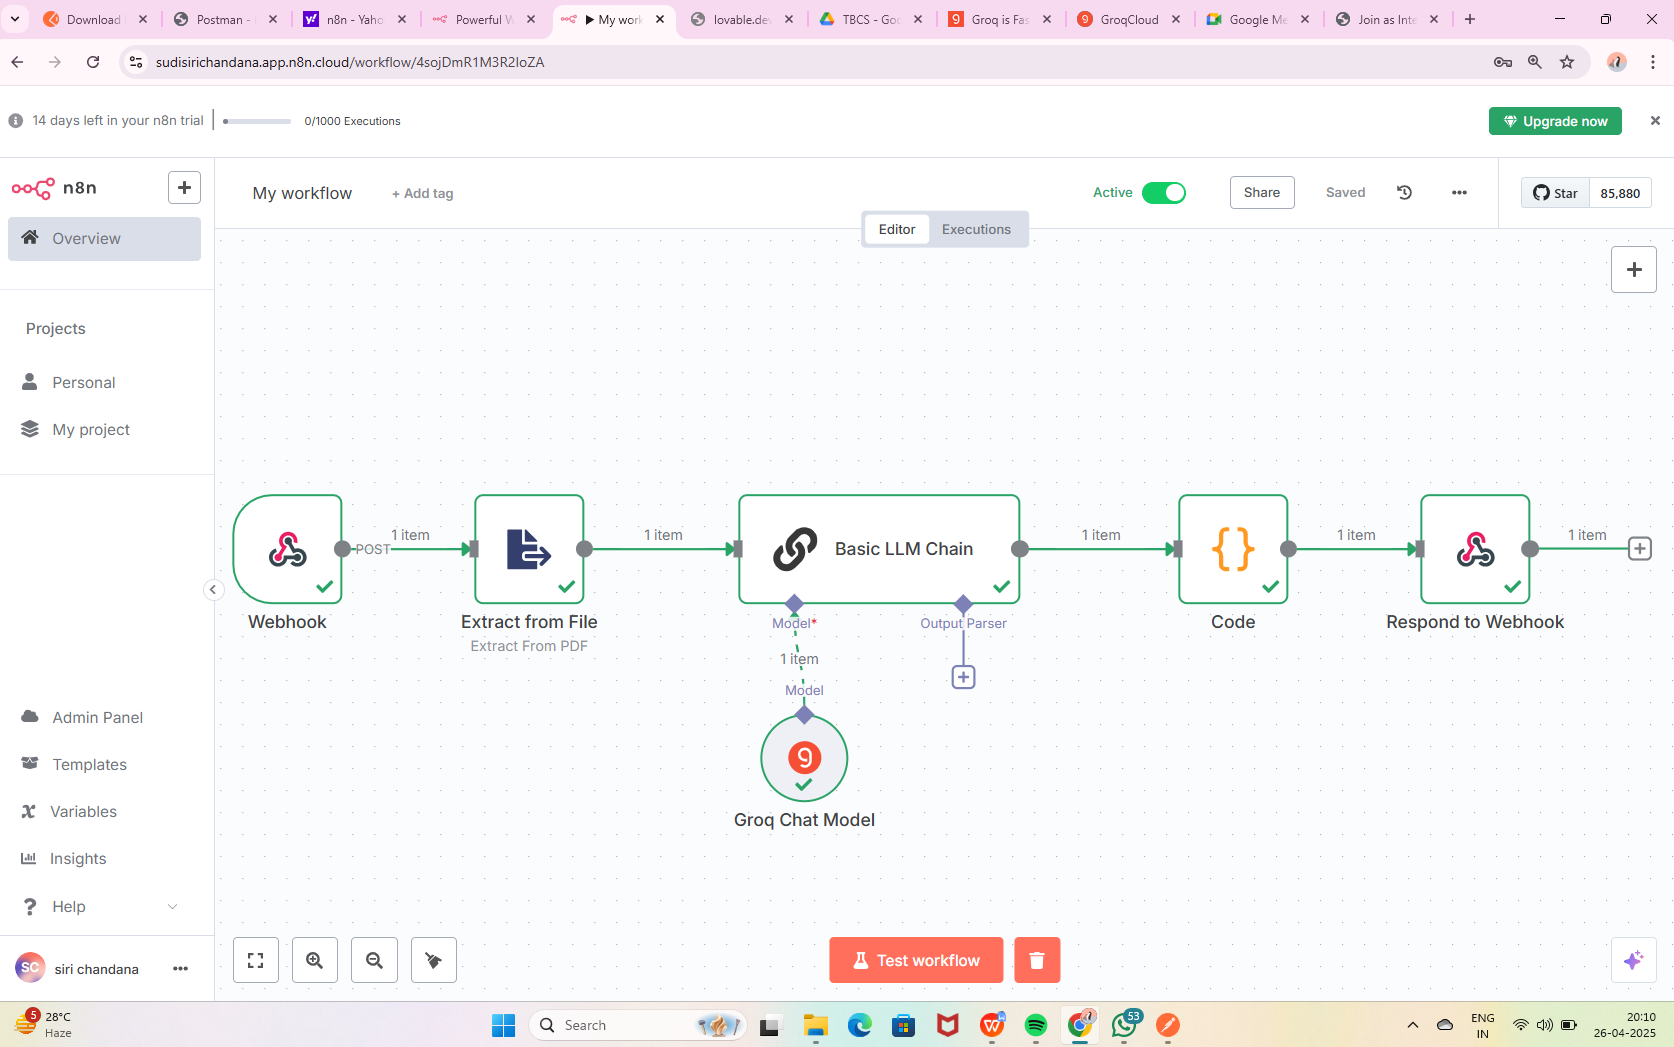 Download
Postman -
n8n - Yaho
Powerful W
▶ My work
lovable.dev
TBCS - Goo
Groq is Fas
GroqCloud
Google Me
Join as Inte
sudisirichandana.app.n8n.cloud/workflow/4sojDmR1M3R2IoZA
14 days left in your n8n trial
0/1000 Executions
Upgrade now
n8n
My workflow
+ Add tag
Active
Share
Saved
Star
85,880
Editor
Executions
Overview
Projects
Personal
My project
1 item
POST
1 item
Basic LLM Chain
1 item
1 item
1 item
Webhook
Extract from File
Extract From PDF
Model*
Output Parser
Code
Respond to Webhook
1 item
Model
Groq Chat Model
Admin Panel
Templates
Variables
Insights
Help
SC
siri chandana
Test workflow
5
28°C
Haze
Search
53
ENG
IN
20:10
26-04-2025